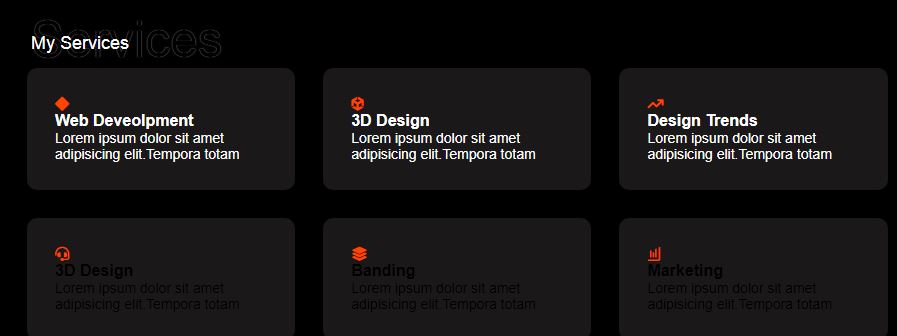 Services
My Services
Web Deveolpment
Lorem ipsum dolor sit amet
adipisicing elit.Tempora totam
3D Design
Lorem ipsum dolor sit amet
adipisicing elit.Tempora totam
Design Trends
Lorem ipsum dolor sit amet
adipisicing elit.Tempora totam
3D Design
Lorem ipsum dolor sit amet
adipisicing elit.Tempora totam
Banding
Lorem ipsum dolor sit amet
adipisicing elit.Tempora totam
Marketing
Lorem ipsum dolor sit amet
adipisicing elit.Tempora totam